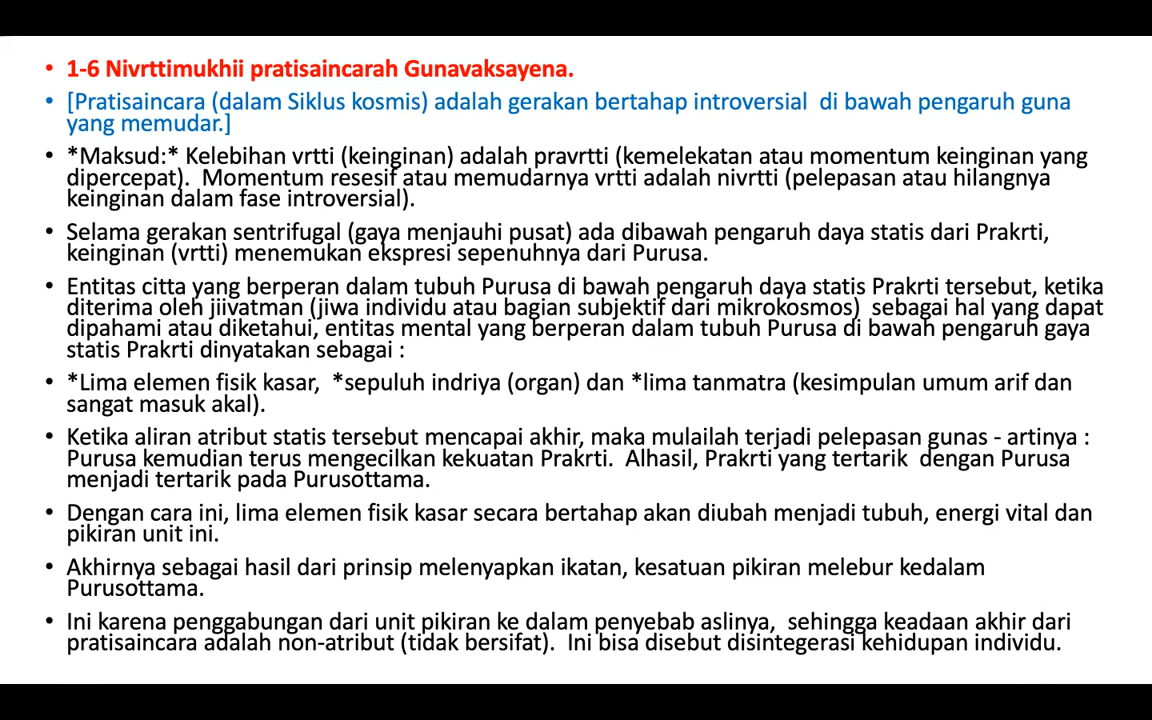 • 1-6 Nivrttimukhii pratisaincarah Gunavaksayena.
• [Pratisaincara (dalam Siklus kosmis) adalah gerakan bertahap introversial  di bawah pengaruh guna
yang memudar.]
• *Maksud:* Kelebihan vrtti (keinginan) adalah pravrtti (kemelekatan atau momentum keinginan yang
dipercepat).  Momentum resesif atau memudarnya vrtti adalah nivrtti (pelepasan atau hilangnya
keinginan dalam fase introversial).
• Selama gerakan sentrifugal (gaya menjauhi pusat) ada dibawah pengaruh daya statis dari Prakrti,
keinginan (vrtti) menemukan ekspresi sepenuhnya dari Purusa.
• Entitas citta yang berperan dalam tubuh Purusa di bawah pengaruh daya statis Prakrti tersebut, ketika
diterima oleh jiivatman (jiwa individu atau bagian subjektif dari mikrokosmos)  sebagai hal yang dapat
dipahami atau diketahui, entitas mental yang berperan dalam tubuh Purusa di bawah pengaruh gaya
statis Prakrti dinyatakan sebagai :
• *Lima elemen fisik kasar,  *sepuluh indriya (organ) dan *lima tanmatra (kesimpulan umum arif dan
sangat masuk akal).
• Ketika aliran atribut statis tersebut mencapai akhir, maka mulailah terjadi pelepasan gunas - artinya :
Purusa kemudian terus mengecilkan kekuatan Prakrti.  Alhasil, Prakrti yang tertarik  dengan Purusa
menjadi tertarik pada Purusottama.
• Dengan cara ini, lima elemen fisik kasar secara bertahap akan diubah menjadi tubuh, energi vital dan
pikiran unit ini.
• Akhirnya sebagai hasil dari prinsip melenyapkan ikatan, kesatuan pikiran melebur kedalam
Purusottama.
• Ini karena penggabungan dari unit pikiran ke dalam penyebab aslinya,  sehingga keadaan akhir dari
pratisaincara adalah non-atribut (tidak bersifat).  Ini bisa disebut disintegerasi kehidupan individu.